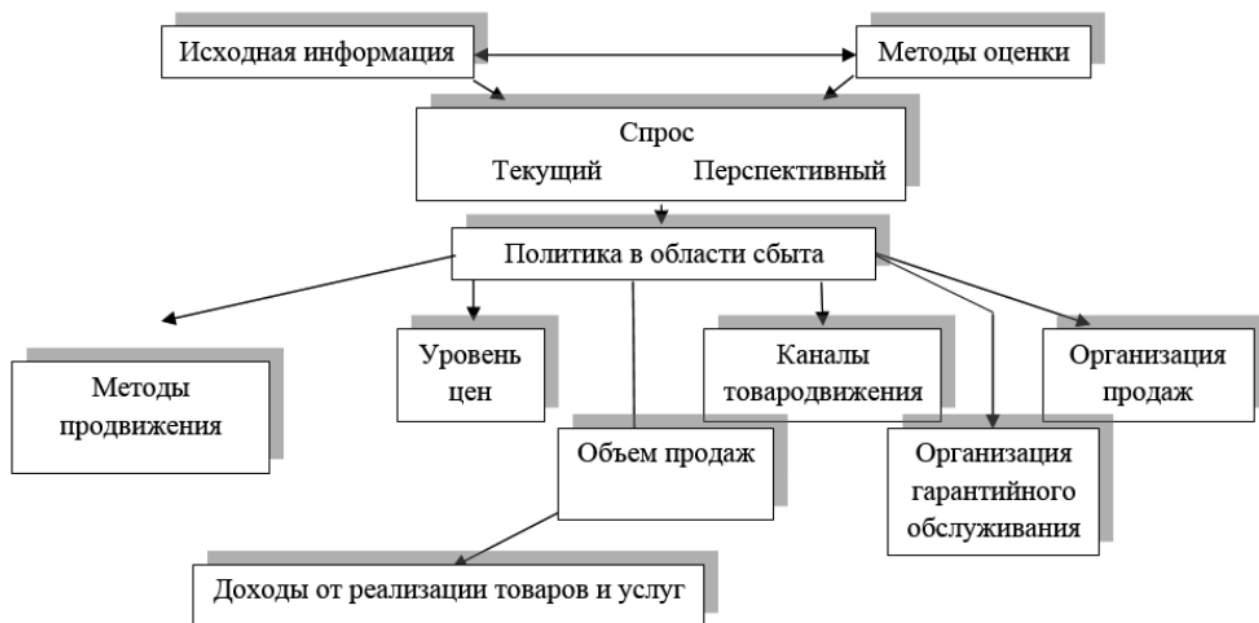 Исходная информация
Методы оценки
Спрос
Текущий Перспективный
Политика в области сбыта
Методы
продвижения
Уровень
цен
Каналы
товародвижения
Организация
продаж
Объем продаж
Организация
гарантийного
обслуживания
Доходы от реализации товаров и услуг